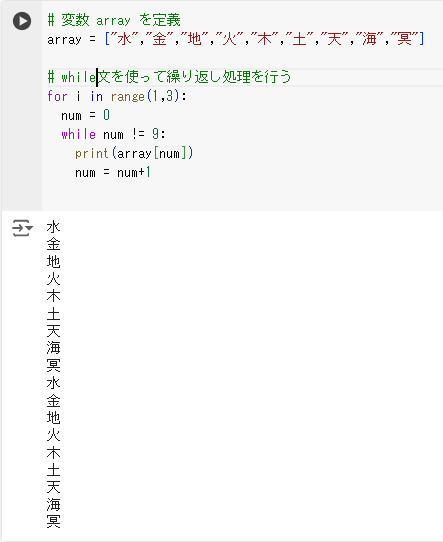 # 変数 array を定義
array = ["水","金","地","火","木","土","天","海","冥"]
# while文を使って繰り返し処理を行う
for i in range(1,3):
  num = 0
  while num != 9:
    print(array[num])
    num = num+1
水
金
地
火
木
土
天
海
冥
水
金
地
火
木
土
天
海
冥